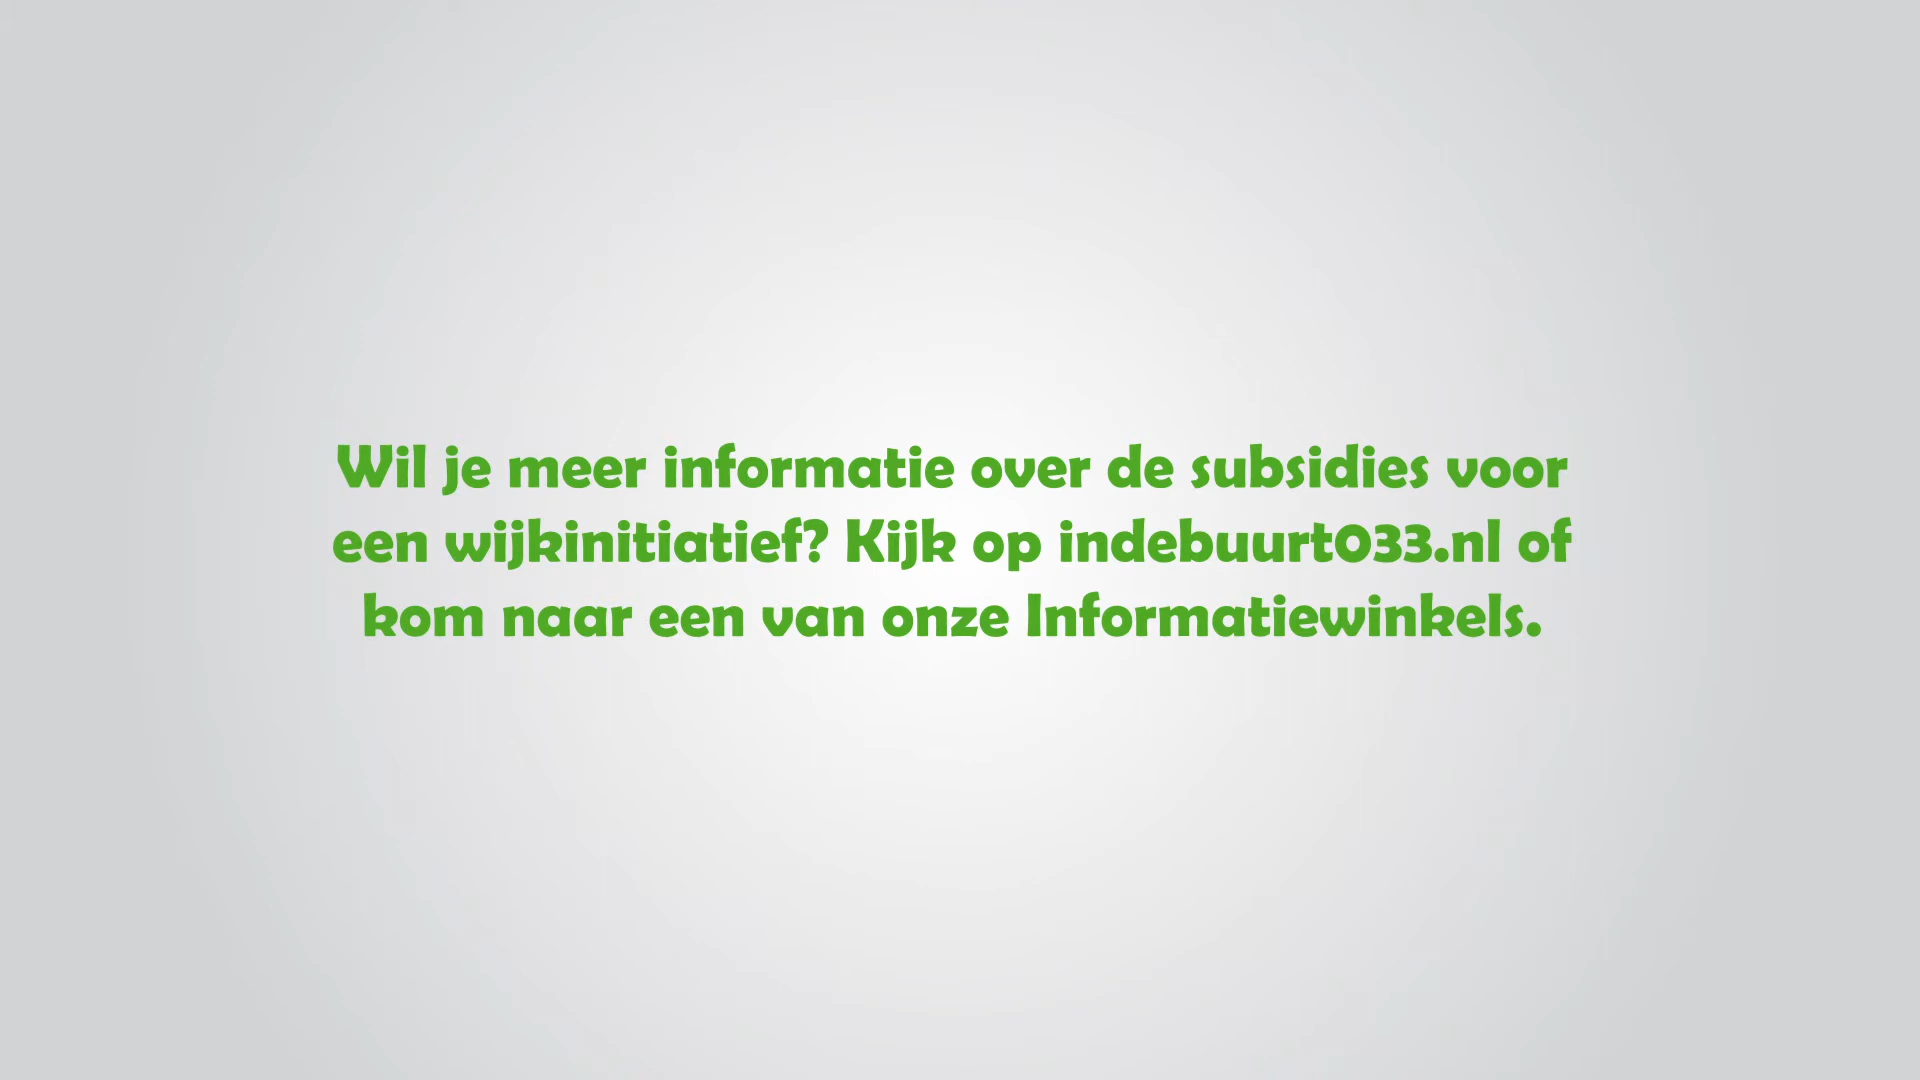 Wil je meer informatie over de subsidies voor
een wijkinitiatief? Kijk op indebuurt033.nl of
kom naar een van onze Informatiewinkels.